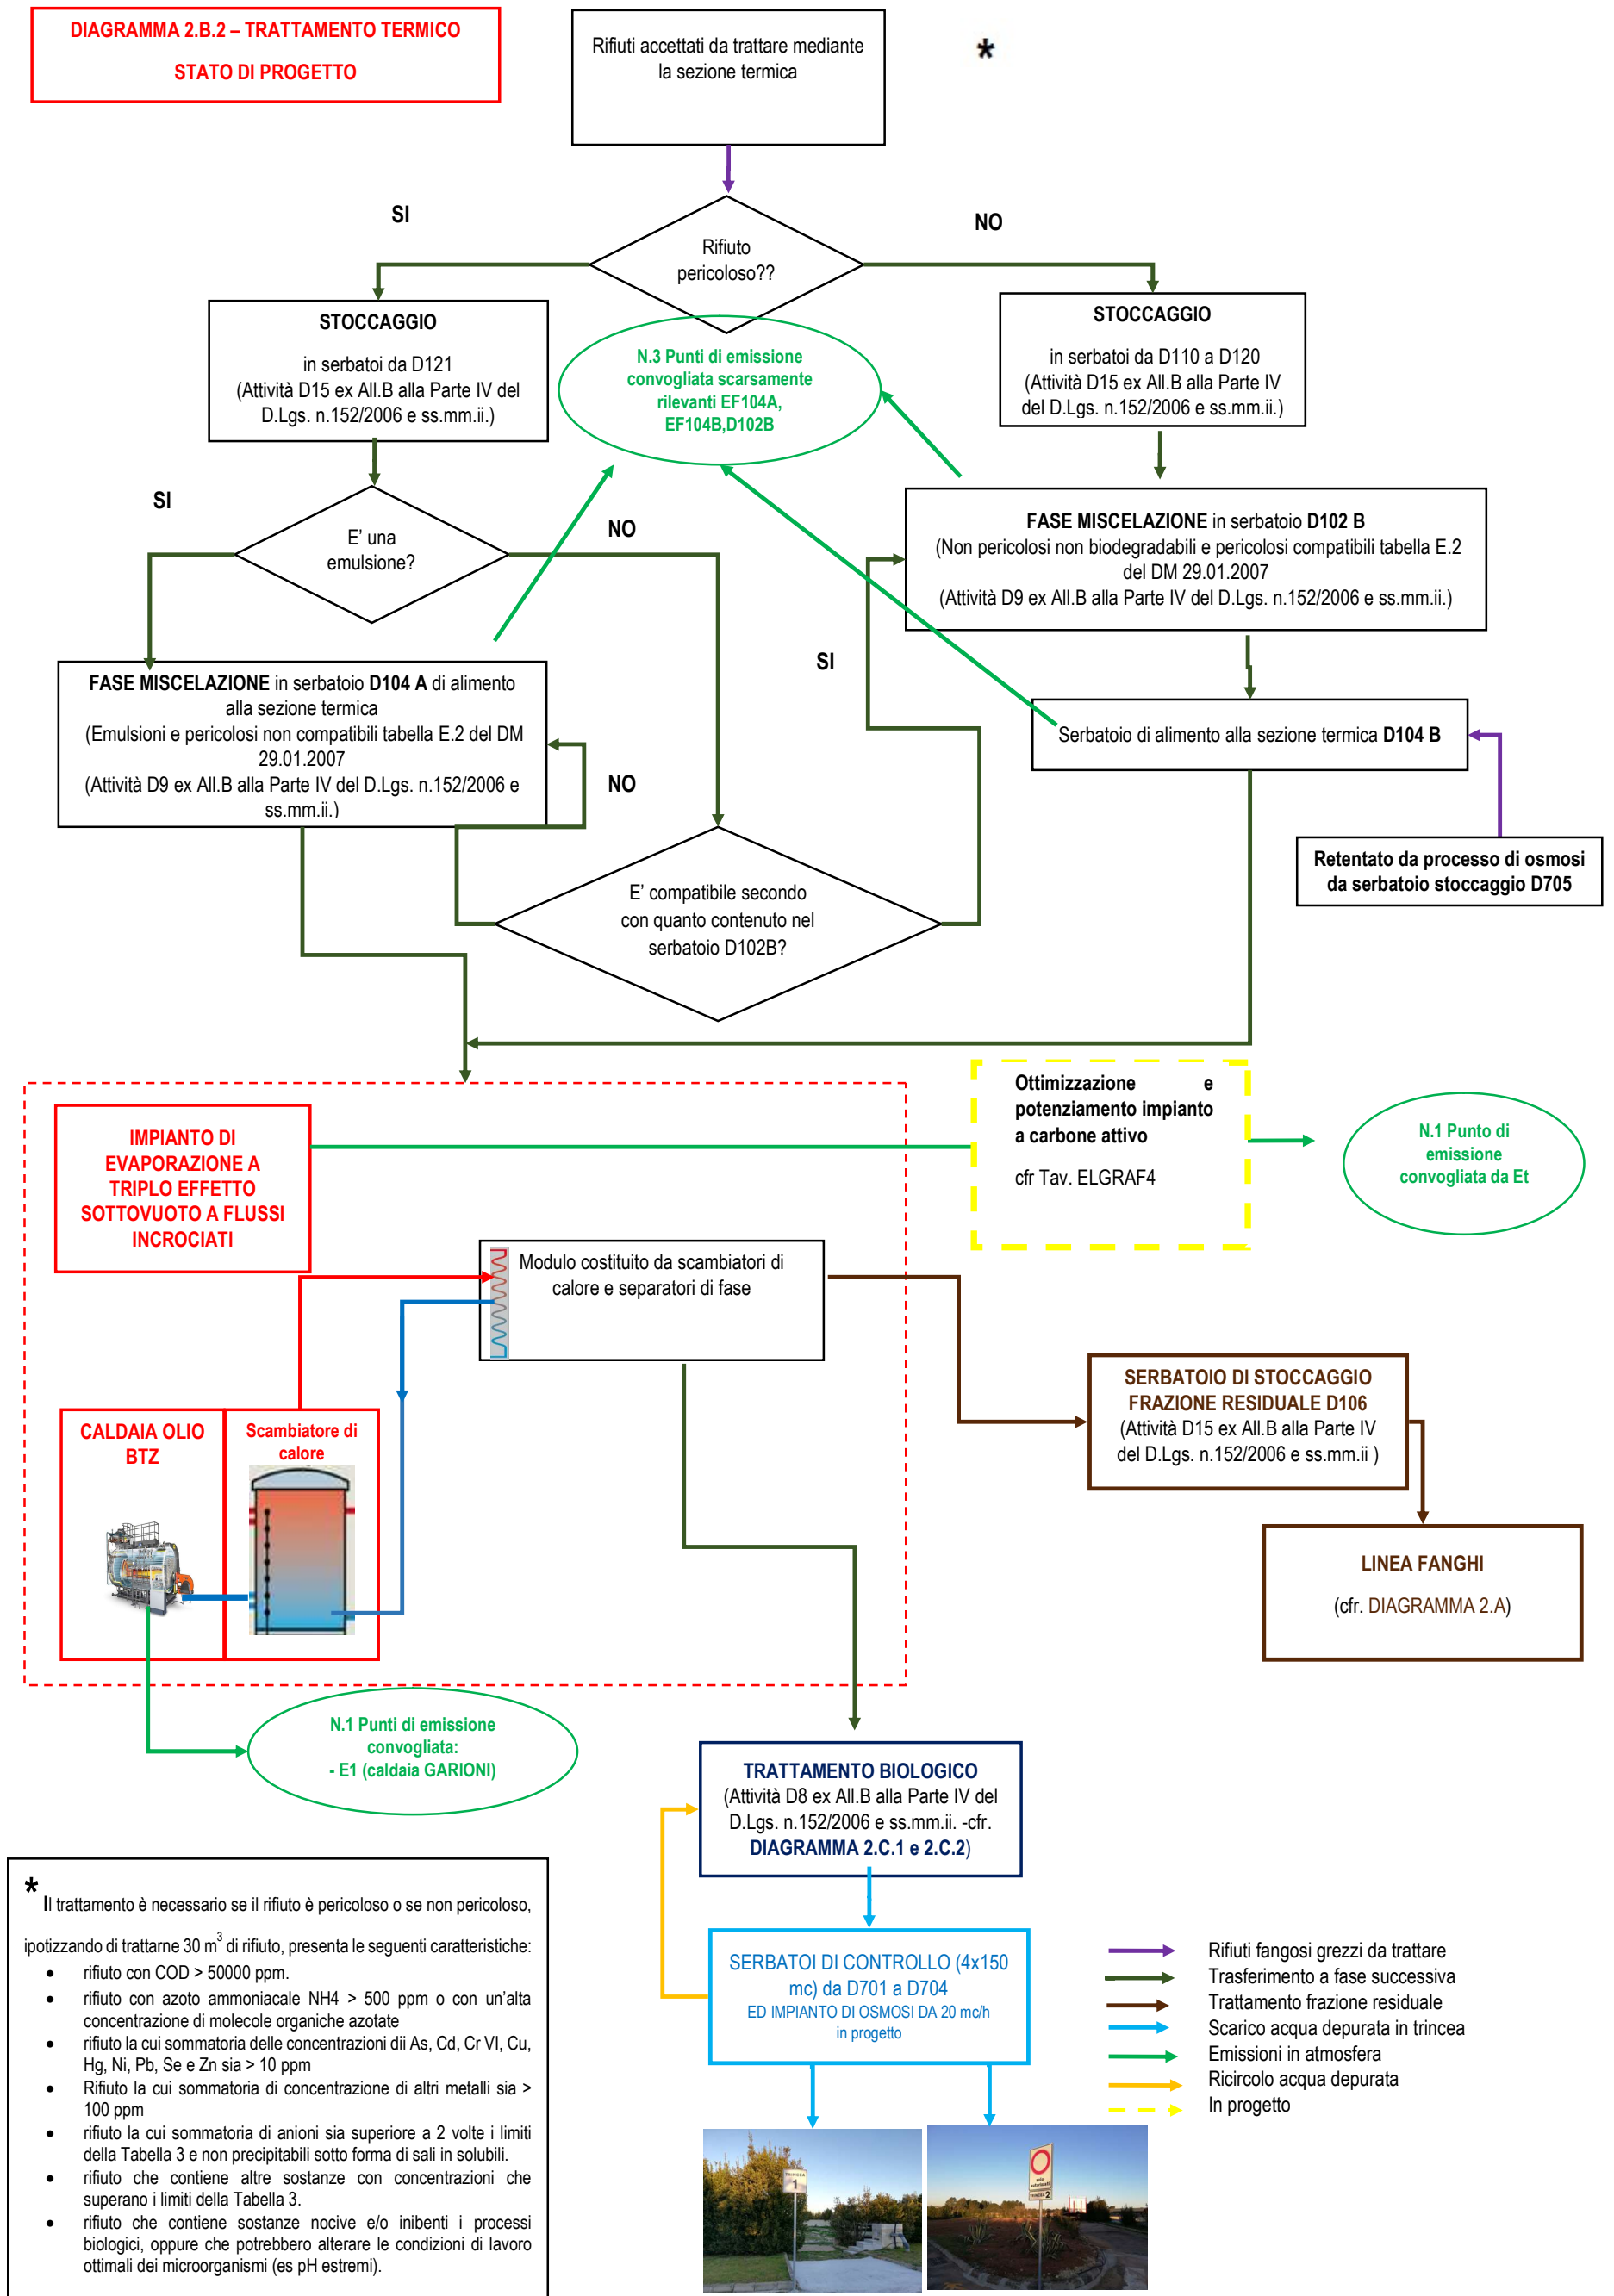 DIAGRAMMA 2.B.2 – TRATTAMENTO TERMICO
STATO DI PROGETTO
Rifiuti accettati da trattare mediante
la sezione termica
*
SI
NO
Rifiuto
pericoloso??
STOCCAGGIO
in serbatoi da D121
(Attività D15 ex All.B alla Parte IV del
D.Lgs. n.152/2006 e ss.mm.ii.)
N.3 Punti di emissione
convogliata scarsamente
rilevanti EF104A,
EF104B,D102B
STOCCAGGIO
in serbatoi da D110 a D120
(Attività D15 ex All.B alla Parte IV
del D.Lgs. n.152/2006 e ss.mm.ii.)
SI
NO
E' una
emulsione?
FASE MISCELAZIONE in serbatoio D102 B
(Non pericolosi non biodegradabili e pericolosi compatibili tabella E.2
del DM 29.01.2007
(Attività D9 ex All.B alla Parte IV del D.Lgs. n.152/2006 e ss.mm.ii.)
SI
FASE MISCELAZIONE in serbatoio D104 A di alimento
alla sezione termica
(Emulsioni e pericolosi non compatibili tabella E.2 del DM
29.01.2007
(Attività D9 ex All.B alla Parte IV del D.Lgs. n.152/2006 e
ss.mm.ii.)
NO
Serbatoio di alimento alla sezione termica D104 B
Retentato da processo di osmosi
da serbatoio stoccaggio D705
E' compatibile secondo
con quanto contenuto nel
serbatoio D102B?
Ottimizzazione e
potenziamento impianto
a carbone attivo
cfr Tav. ELGRAF4
N.1 Punto di
emissione
convogliata da Et
IMPIANTO DI
EVAPORAZIONE A
TRIPLO EFFETTO
SOTTOVUOTO A FLUSSI
INCROCIATI
Modulo costituito da scambiatori di
calore e separatori di fase
SERBATOIO DI STOCCAGGIO
FRAZIONE RESIDUALE D106
(Attività D15 ex All.B alla Parte IV
del D.Lgs. n.152/2006 e ss.mm.ii )
CALDAIA OLIO
BTZ
Scambiatore di
calore
LINEA FANGHI
(cfr. DIAGRAMMA 2.A)
N.1 Punti di emissione
convogliata:
- E1 (caldaia GARIONI)
TRATTAMENTO BIOLOGICO
(Attività D8 ex All.B alla Parte IV del
D.Lgs. n.152/2006 e ss.mm.ii. -cfr.
DIAGRAMMA 2.C.1 e 2.C.2)
SERBATOI DI CONTROLLO (4x150
mc) da D701 a D704
ED IMPIANTO DI OSMOSI DA 20 mc/h
in progetto
* Il trattamento è necessario se il rifiuto è pericoloso o se non pericoloso,
ipotizzando di trattarne 30 m³ di rifiuto, presenta le seguenti caratteristiche:
• rifiuto con COD > 50000 ppm.
• rifiuto con azoto ammoniacale NH4 > 500 ppm o con un'alta
concentrazione di molecole organiche azotate
• rifiuto la cui sommatoria delle concentrazioni dii As, Cd, Cr VI, Cu,
Hg, Ni, Pb, Se e Zn sia > 10 ppm
• Rifiuto la cui sommatoria di concentrazione di altri metalli sia >
100 ppm
• rifiuto la cui sommatoria di anioni sia superiore a 2 volte i limiti
della Tabella 3 e non precipitabili sotto forma di sali in solubili.
• rifiuto che contiene altre sostanze con concentrazioni che
superano i limiti della Tabella 3.
• rifiuto che contiene sostanze nocive e/o inibenti i processi
biologici, oppure che potrebbero alterare le condizioni di lavoro
ottimali dei microorganismi (es pH estremi).
Rifiuti fangosi grezzi da trattare
Trasferimento a fase successiva
Trattamento frazione residuale
Scarico acqua depurata in trincea
Emissioni in atmosfera
Ricircolo acqua depurata
In progetto
TRINCEA
1
TRINCEA 2